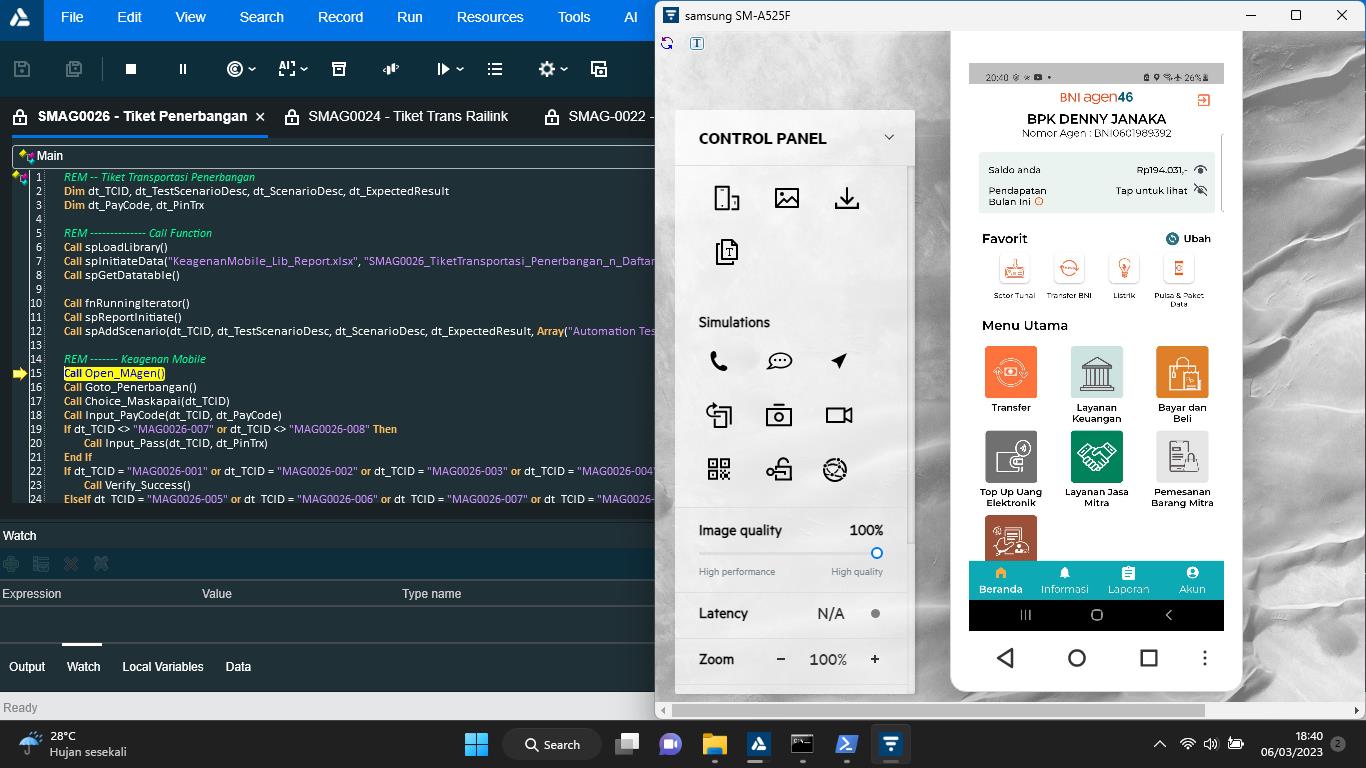 File Edit View Search Record Run Resources Tools AI
SMAG0026 - Tiket Penerbangan × SMAG0024 - Tiket Trans Railink SMAG-0022 -
Main
1 REM -- Tiket Transportasi Penerbangan
2 Dim dt_TCID, dt_TestScenarioDesc, dt_ScenarioDesc, dt_ExpectedResult
3 Dim dt_PayCode, dt_PinTrx
4
5 REM -------------- Call Function
6 Call spLoadLibrary()
7 Call spInitiateData("KeagenanMobile_Lib_Report.xlsx", "SMAG0026_TiketTransportasi_Penerbangan_n_Daftar
8 Call spGetDatatable()
9
10 Call fnRunningIterator()
11 Call spReportInitiate()
12 Call spAddScenario(dt_TCID, dt_TestScenarioDesc, dt_ScenarioDesc, dt_ExpectedResult, Array("Automation Tes
13
14 REM ------- Keagenan Mobile
15 Call Open_MAgen()
16 Call Goto_Penerbangan()
17 Call Choice_Maskapai(dt_TCID)
18 Call Input_PayCode(dt_TCID, dt_PayCode)
19 If dt_TCID <> "MAG0026-007" or dt_TCID <> "MAG0026-008" Then
20 Call Input_Pass(dt_TCID, dt_PinTrx)
21 End If
22 If dt_TCID = "MAG0026-001" or dt_TCID = "MAG0026-002" or dt_TCID = "MAG0026-003" or dt_TCID = "MAG0026-004"
23 Call Verify_Success()
24 ElseIf dt_TCID = "MAG0026-005" or dt_TCID = "MAG0026-006" or dt_TCID = "MAG0026-007" or dt_TCID = "MAG0026-
Watch
Expression Value Type name
Output Watch Local Variables Data
Ready
samsung SM-A525F
T
CONTROL PANEL
T
Simulations
Image quality 100%
High performance High quality
Latency N/A
Zoom - 100% +
20:40 26%
BNI agen46
BPK DENNY JANAKA
Nomor Agen : BNI0601989392
Saldo anda Rp194.031,-
Pendapatan
Bulan Ini
Tap untuk lihat
Favorit Ubah
Setor Tunai Transfer BNI Listrik Pulsa & Paket
Data
Menu Utama
Transfer Layanan
Keuangan
Bayar dan
Beli
Top Up Uang
Elektronik
Layanan Jasa
Mitra
Pemesanan
Barang Mitra
Beranda Informasi Laporan Akun
28°C
Hujan sesekali
Search
18:40
06/03/2023
2